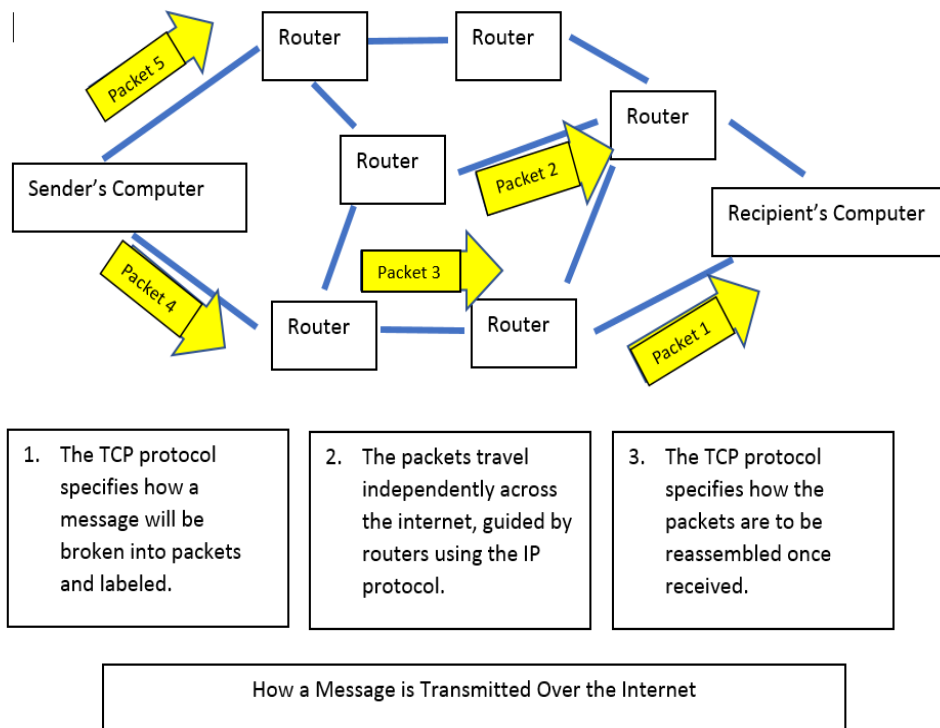 Router
Router
Packet 5
Router
Router
Packet 2
Sender's Computer
Recipient's Computer
Packet 4
Packet 3
Router
Router
Packet 1
1. The TCP protocol
specifies how a
message will be
broken into packets
and labeled.
2. The packets travel
independently across
the internet, guided by
routers using the IP
protocol.
3. The TCP protocol
specifies how the
packets are to be
reassembled once
received.
How a Message is Transmitted Over the Internet